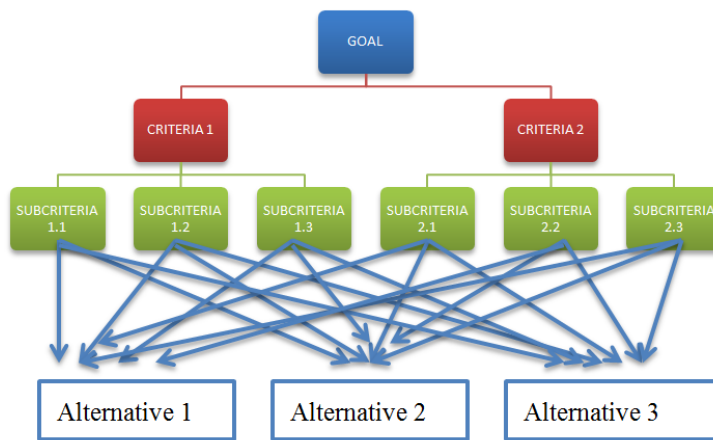 GOAL
CRITERIA 1
CRITERIA 2
SUBCRITERIA
1.1
SUBCRITERIA
1.2
SUBCRITERIA
1.3
SUBCRITERIA
2.1
SUBCRITERIA
2.2
SUBCRITERIA
2.3
Alternative 1
Alternative 2
Alternative 3